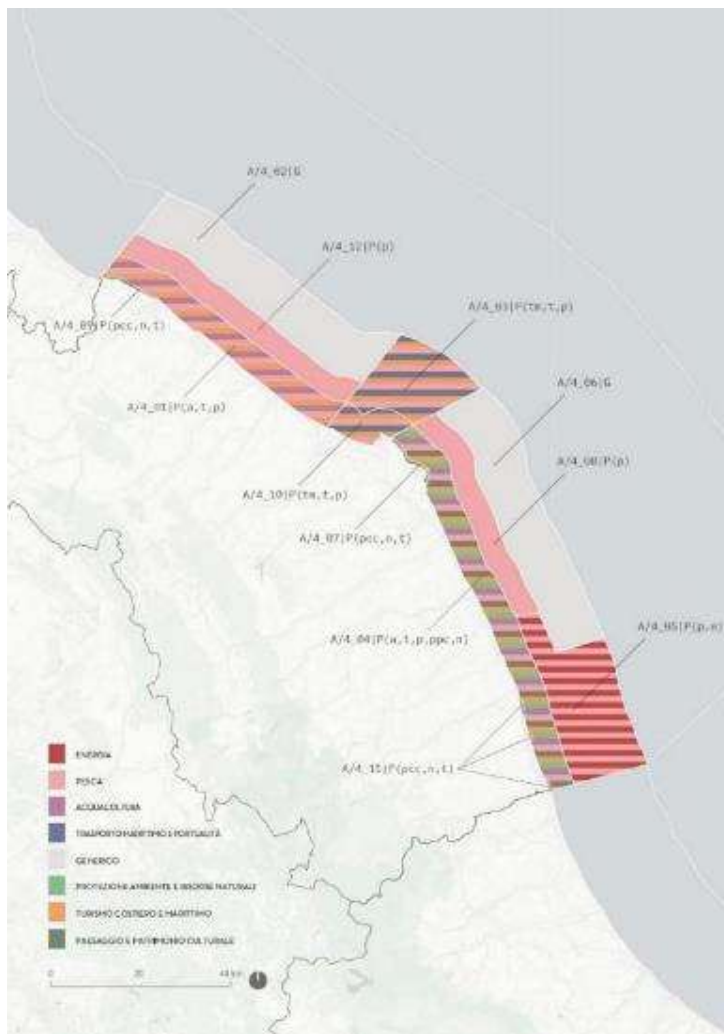 A/4_02|G
A/4_12|P(p)
A/4_03|P(tm,t,p)
A/4_09|P(pcc,n,t)
A/4_06|G
A/4_01|P(a,t,p)
A/4_08|P(p)
A/4_10|P(tm,t,p)
A/4_07|P(pcc,n,t)
A/4_05|P(p,e)
A/4_04|P(a,t,p,ppc,n)
A/4_11|P(pcc,n,t)
ENERGIA
PESCA
ACQUACOLTURA
TRASPORTO MARITTIMO E PORTUALITÀ
GENERICO
PROTEZIONE AMBIENTE E RISORSE NATURALI
TURISMO COSTIERO E MARITTIMO
PAESAGGIO E PATRIMONIO CULTURALE
0 20 40 km